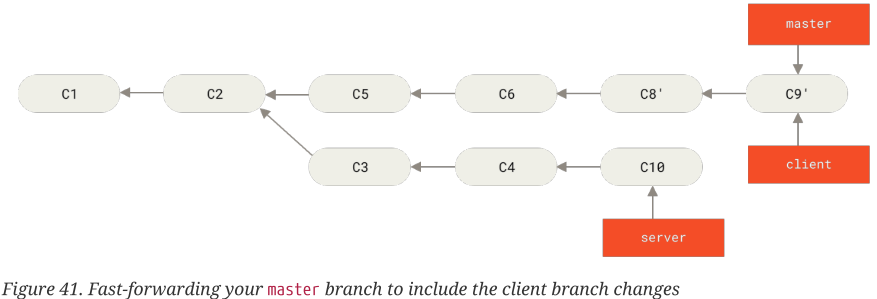 master
C1
C2
C5
C6
C8'
C9'
C3
C4
C10
client
server
Figure 41. Fast-forwarding your master branch to include the client branch changes